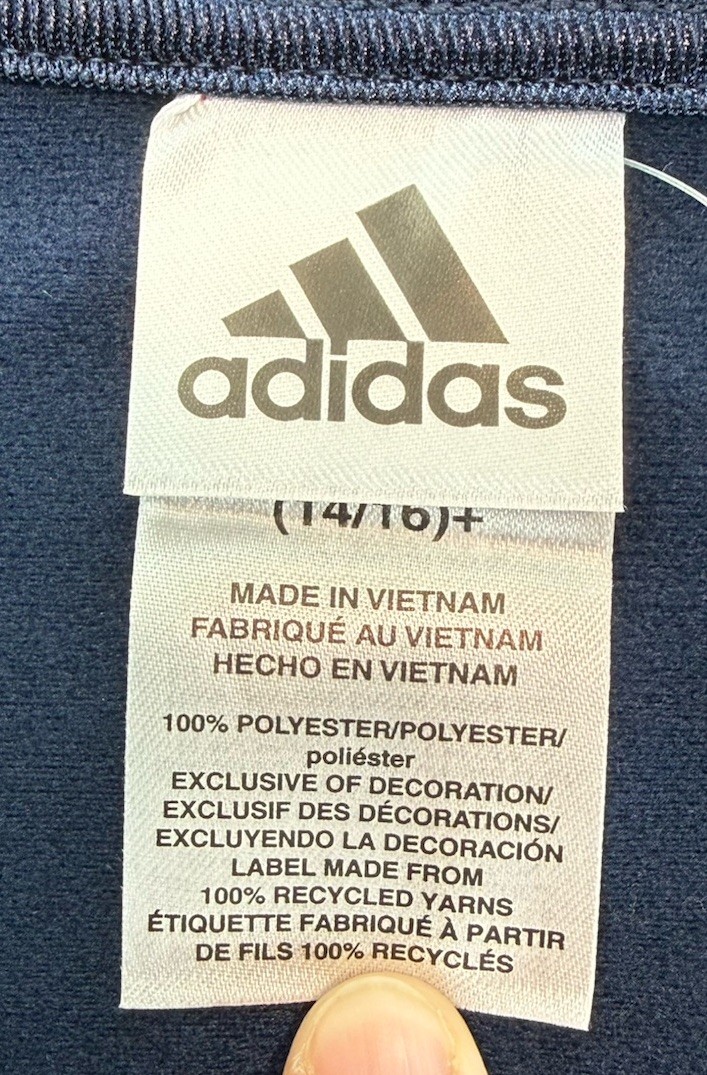 adidas
(14/16)+
MADE IN VIETNAM
FABRIQUÉ AU VIETNAM
HECHO EN VIETNAM
100% POLYESTER/POLYESTER/
poliéster
EXCLUSIVE OF DECORATION/
EXCLUSIF DES DÉCORATIONS/
EXCLUYENDO LA DECORACIÓN
LABEL MADE FROM
100% RECYCLED YARNS
ÉTIQUETTE FABRIQUÉ À PARTIR
DE FILS 100% RECYCLÉS